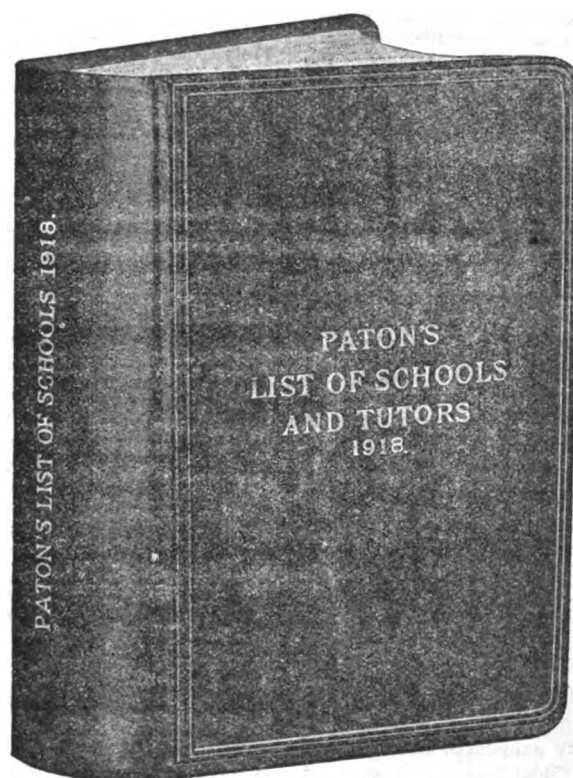 PATON'S LIST OF SCHOOLS 1918.
PATON'S
LIST OF SCHOOLS
AND TUTORS
1918.